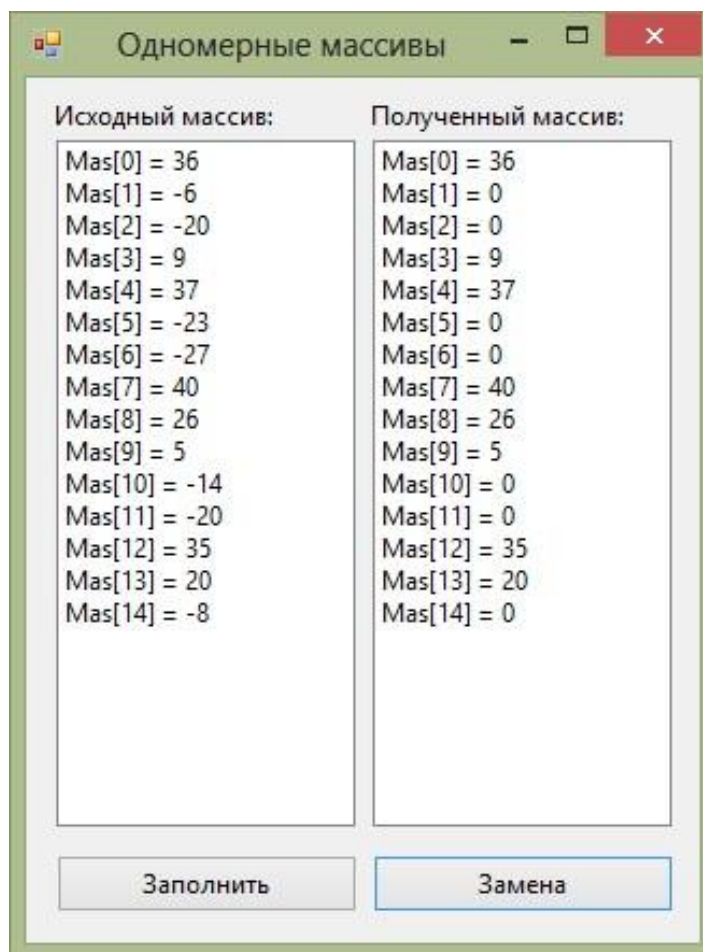 Одномерные массивы
Исходный массив:
Mas[0] = 36
Mas[1] = -6
Mas[2] = -20
Mas[3] = 9
Mas[4] = 37
Mas[5] = -23
Mas[6] = -27
Mas[7] = 40
Mas[8] = 26
Mas[9] = 5
Mas[10] = -14
Mas[11] = -20
Mas[12] = 35
Mas[13] = 20
Mas[14] = -8
Полученный массив:
Mas[0] = 36
Mas[1] = 0
Mas[2] = 0
Mas[3] = 9
Mas[4] = 37
Mas[5] = 0
Mas[6] = 0
Mas[7] = 40
Mas[8] = 26
Mas[9] = 5
Mas[10] = 0
Mas[11] = 0
Mas[12] = 35
Mas[13] = 20
Mas[14] = 0
Заполнить
Замена